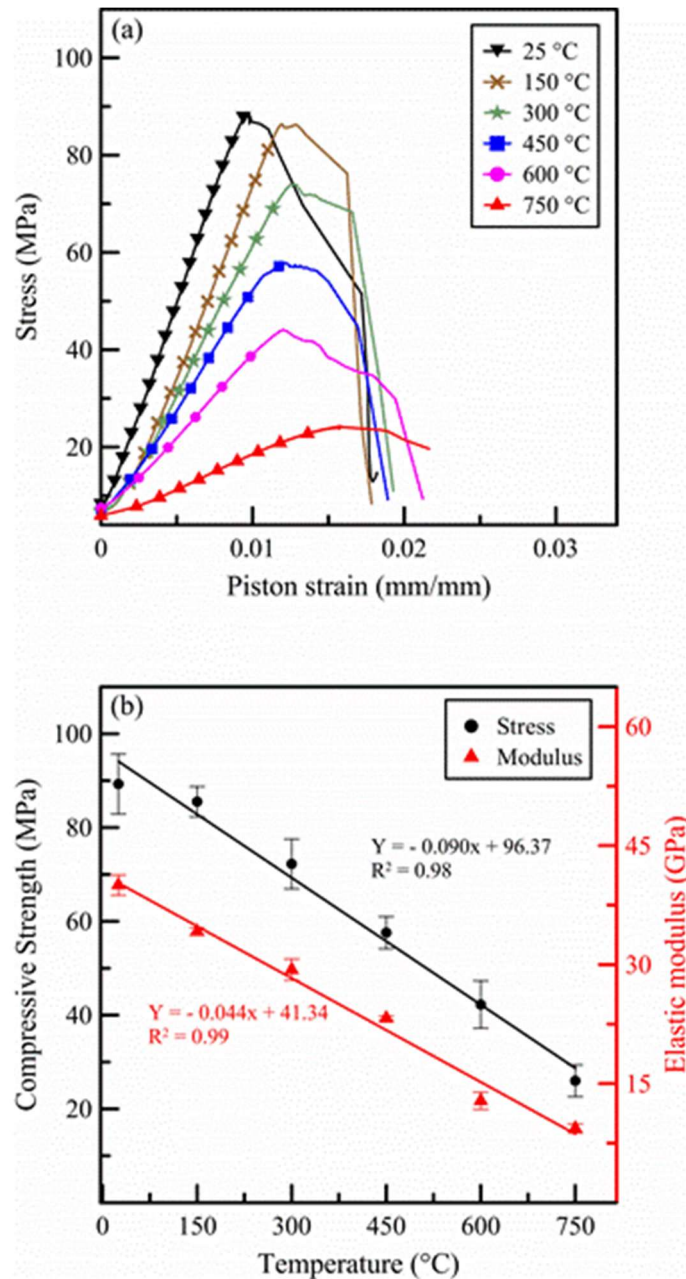 (a)
25 °C
150 °C
300 °C
450 °C
600 °C
750 °C
100
80
60
40
20
Stress (MPa)
0
0.01
0.02
0.03
Piston strain (mm/mm)
(b)
Stress
Modulus
100
80
60
40
20
Compressive Strength (MPa)
60
45
30
15
Elastic modulus (GPa)
Y = - 0.090x + 96.37
R² = 0.98
Y = - 0.044x + 41.34
R² = 0.99
0 150 300 450 600 750
Temperature (°C)